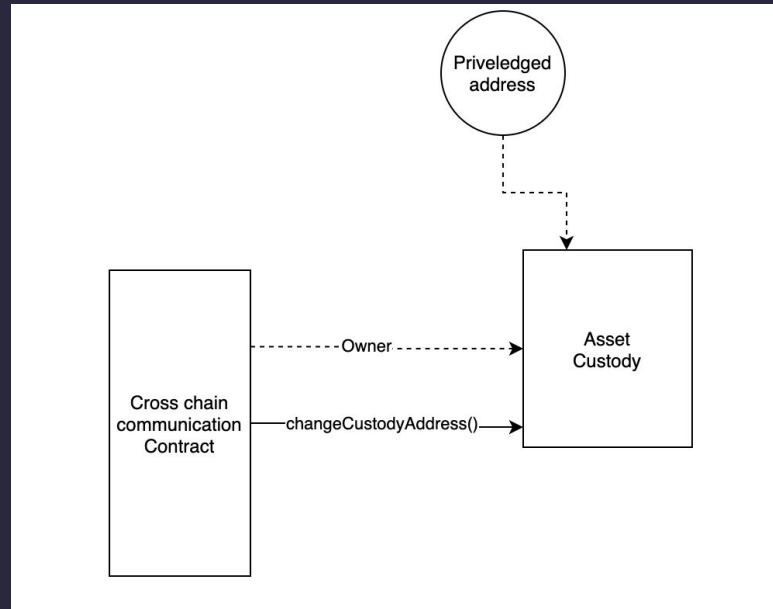 Priveledged
address
Owner
Asset
Custody
Cross chain
communication
Contract
changeCustodyAddress()